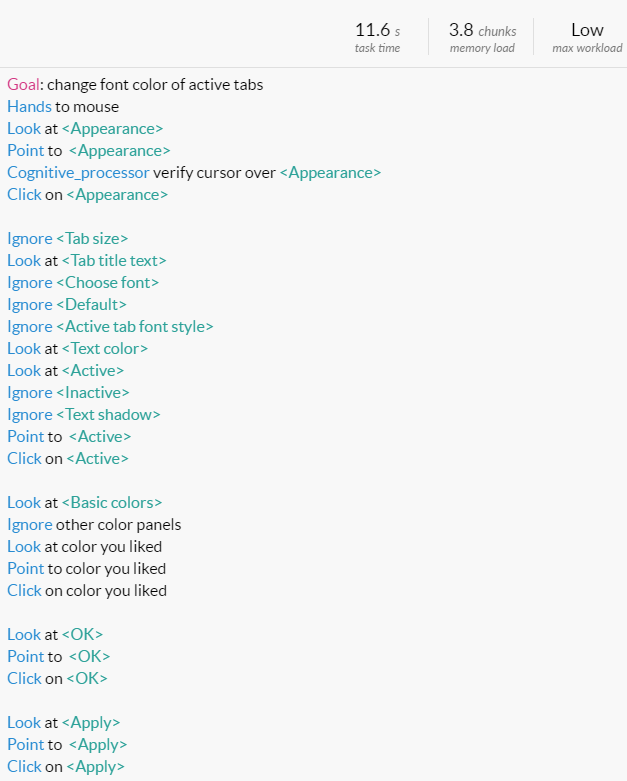 11.6 s 3.8 chunks Low
task time memory load max workload
Goal: change font color of active tabs
Hands to mouse
Look at <Appearance>
Point to <Appearance>
Cognitive_processor verify cursor over <Appearance>
Click on <Appearance>
Ignore <Tab size>
Look at <Tab title text>
Ignore <Choose font>
Ignore <Default>
Ignore <Active tab font style>
Look at <Text color>
Look at <Active>
Ignore <Inactive>
Ignore <Text shadow>
Point to <Active>
Click on <Active>
Look at <Basic colors>
Ignore other color panels
Look at color you liked
Point to color you liked
Click on color you liked
Look at <OK>
Point to <OK>
Click on <OK>
Look at <Apply>
Point to <Apply>
Click on <Apply>